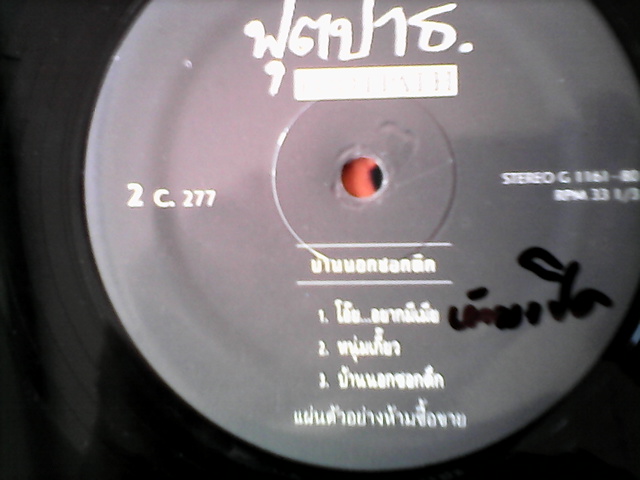 ฟุตปาธ.
2 C. 277
STEREO G 1161-80
RPM 33 1/3
บ้านนอกซอกตึก
1. โอ๊ย...อยากมีเมีย
2. หนุ่มเกี้ยว
3. บ้านนอกซอกตึก
แผ่นตัวอย่างห้ามซื้อขาย